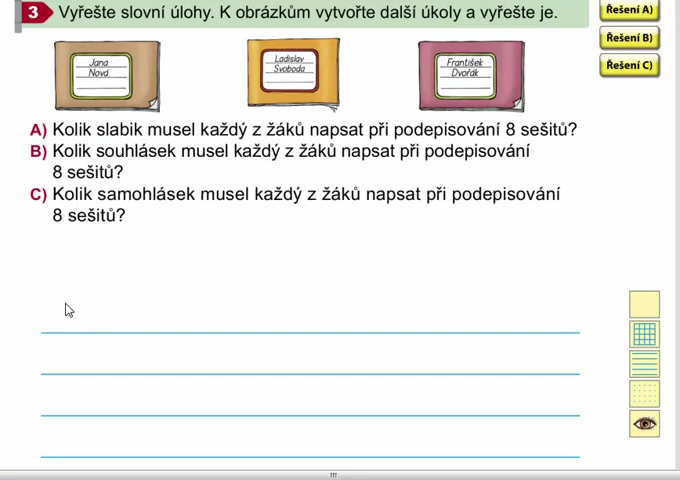 3 Vyřešte slovní úlohy. K obrázkům vytvořte další úkoly a vyřešte je.
Řešení A)
Řešení B)
Řešení C)
Jana
Nová
Ladislav
Svoboda
František
Dvořák
A) Kolik slabik musel každý z žáků napsat při podepisování 8 sešitů?
B) Kolik souhlásek musel každý z žáků napsat při podepisování
8 sešitů?
C) Kolik samohlásek musel každý z žáků napsat při podepisování
8 sešitů?